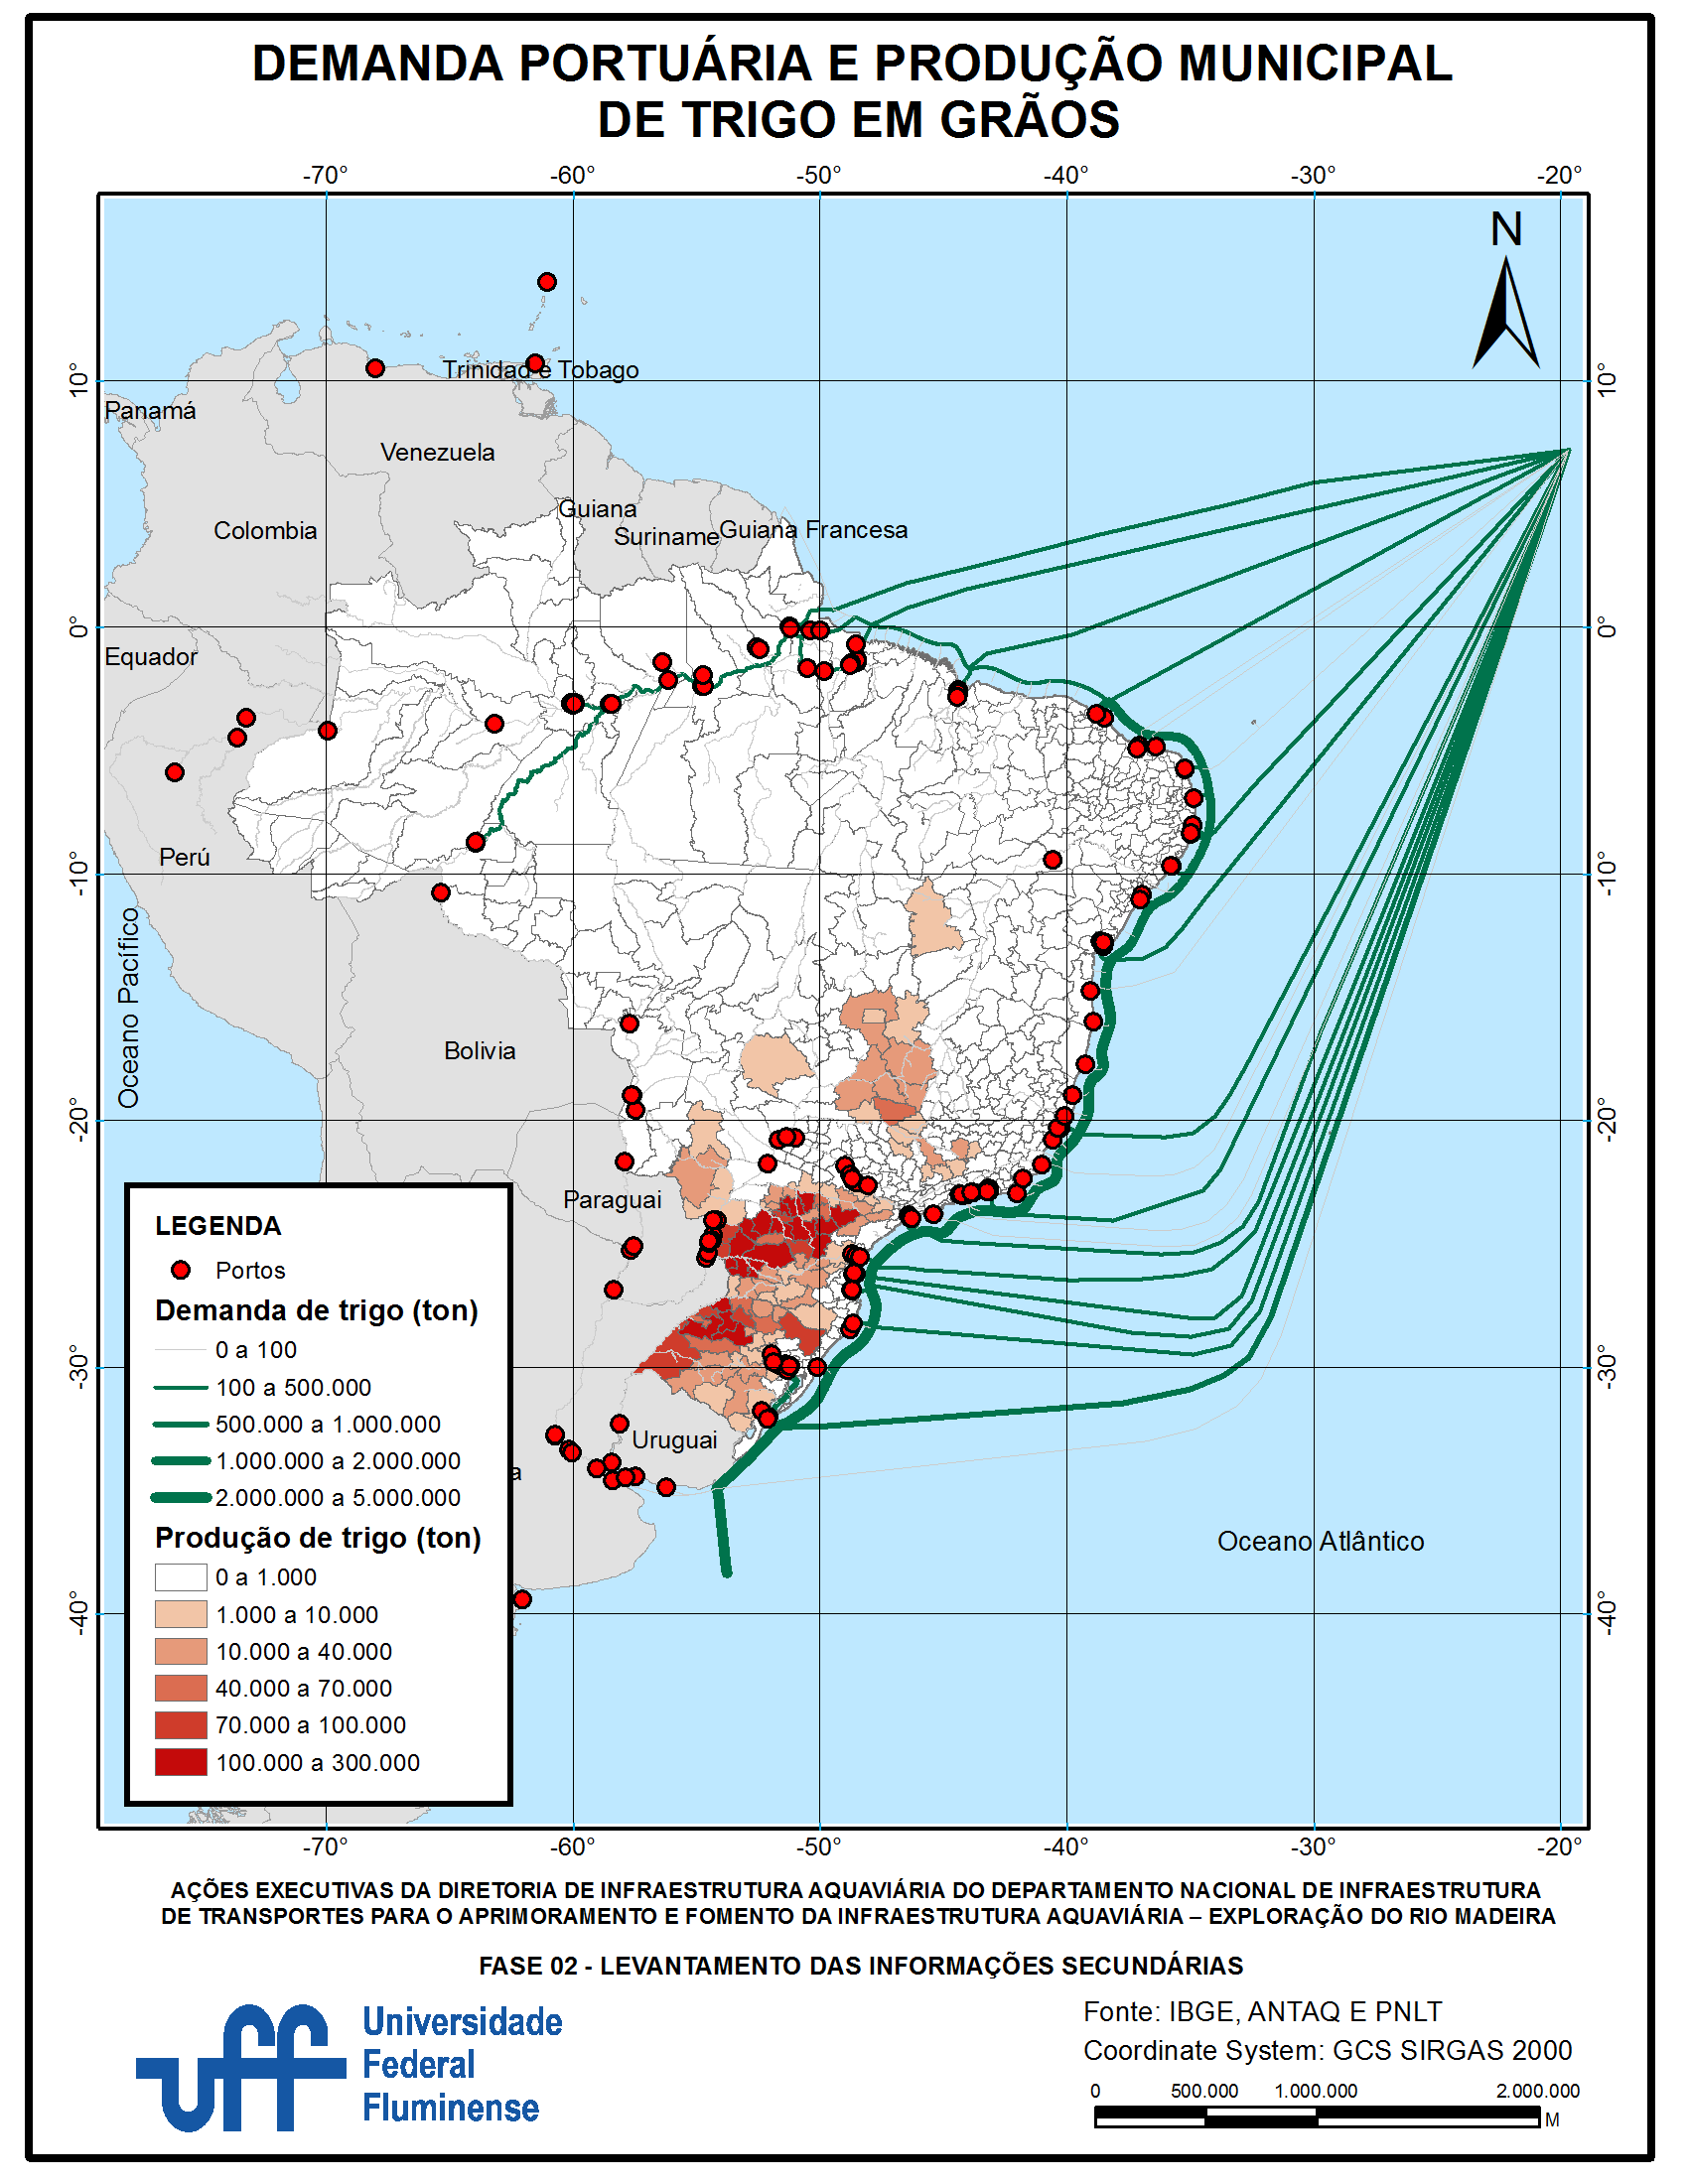 DEMANDA PORTUÁRIA E PRODUÇÃO MUNICIPAL
DE TRIGO EM GRÃOS
-70° -60° -50° -40° -30° -20°
N
10° 10°
Trinidad e Tobago
Panamá
Venezuela
Guiana
Suriname
Guiana Francesa
Colombia
0° 0°
Equador
Perú
-10° -10°
Oceano Pacífico
Bolivia
-20° -20°
Paraguai
-30° -30°
Uruguai
a
Oceano Atlântico
-40° -40°
LEGENDA
Portos
Demanda de trigo (ton)
0 a 100
100 a 500.000
500.000 a 1.000.000
1.000.000 a 2.000.000
2.000.000 a 5.000.000
Produção de trigo (ton)
0 a 1.000
1.000 a 10.000
10.000 a 40.000
40.000 a 70.000
70.000 a 100.000
100.000 a 300.000
-70° -60° -50° -40° -30° -20°
AÇÕES EXECUTIVAS DA DIRETORIA DE INFRAESTRUTURA AQUAVIÁRIA DO DEPARTAMENTO NACIONAL DE INFRAESTRUTURA
DE TRANSPORTES PARA O APRIMORAMENTO E FOMENTO DA INFRAESTRUTURA AQUAVIÁRIA – EXPLORAÇÃO DO RIO MADEIRA
FASE 02 - LEVANTAMENTO DAS INFORMAÇÕES SECUNDÁRIAS
uff
Universidade
Federal
Fluminense
Fonte: IBGE, ANTAQ E PNLT
Coordinate System: GCS SIRGAS 2000
0 500.000 1.000.000 2.000.000
M